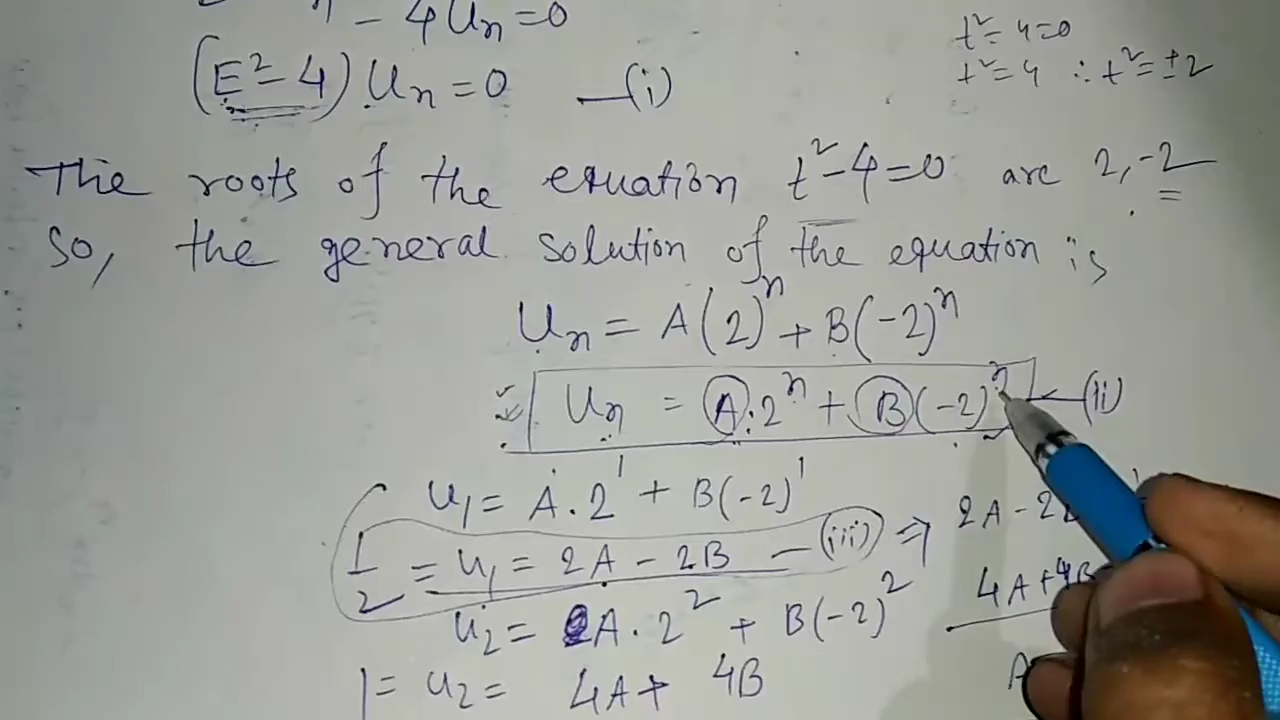 - 4Un=0
(E²-4) Un=0 —(i)
t²-4=0
t²=4 ∴t²=±2
The roots of the equation t²-4=0 are 2,-2
So, the general solution of the equation is
Un = A(2)ⁿ + B(-2)ⁿ
Un = A.2ⁿ + B(-2)ⁿ —(ii)
u₁= A.2¹ + B(-2)¹
1/2 = u₁ = 2A - 2B —(iii) ⇒
u₂= A.2² + B(-2)²
1= u₂= 4A+ 4B
2A-2
4A+4B
A